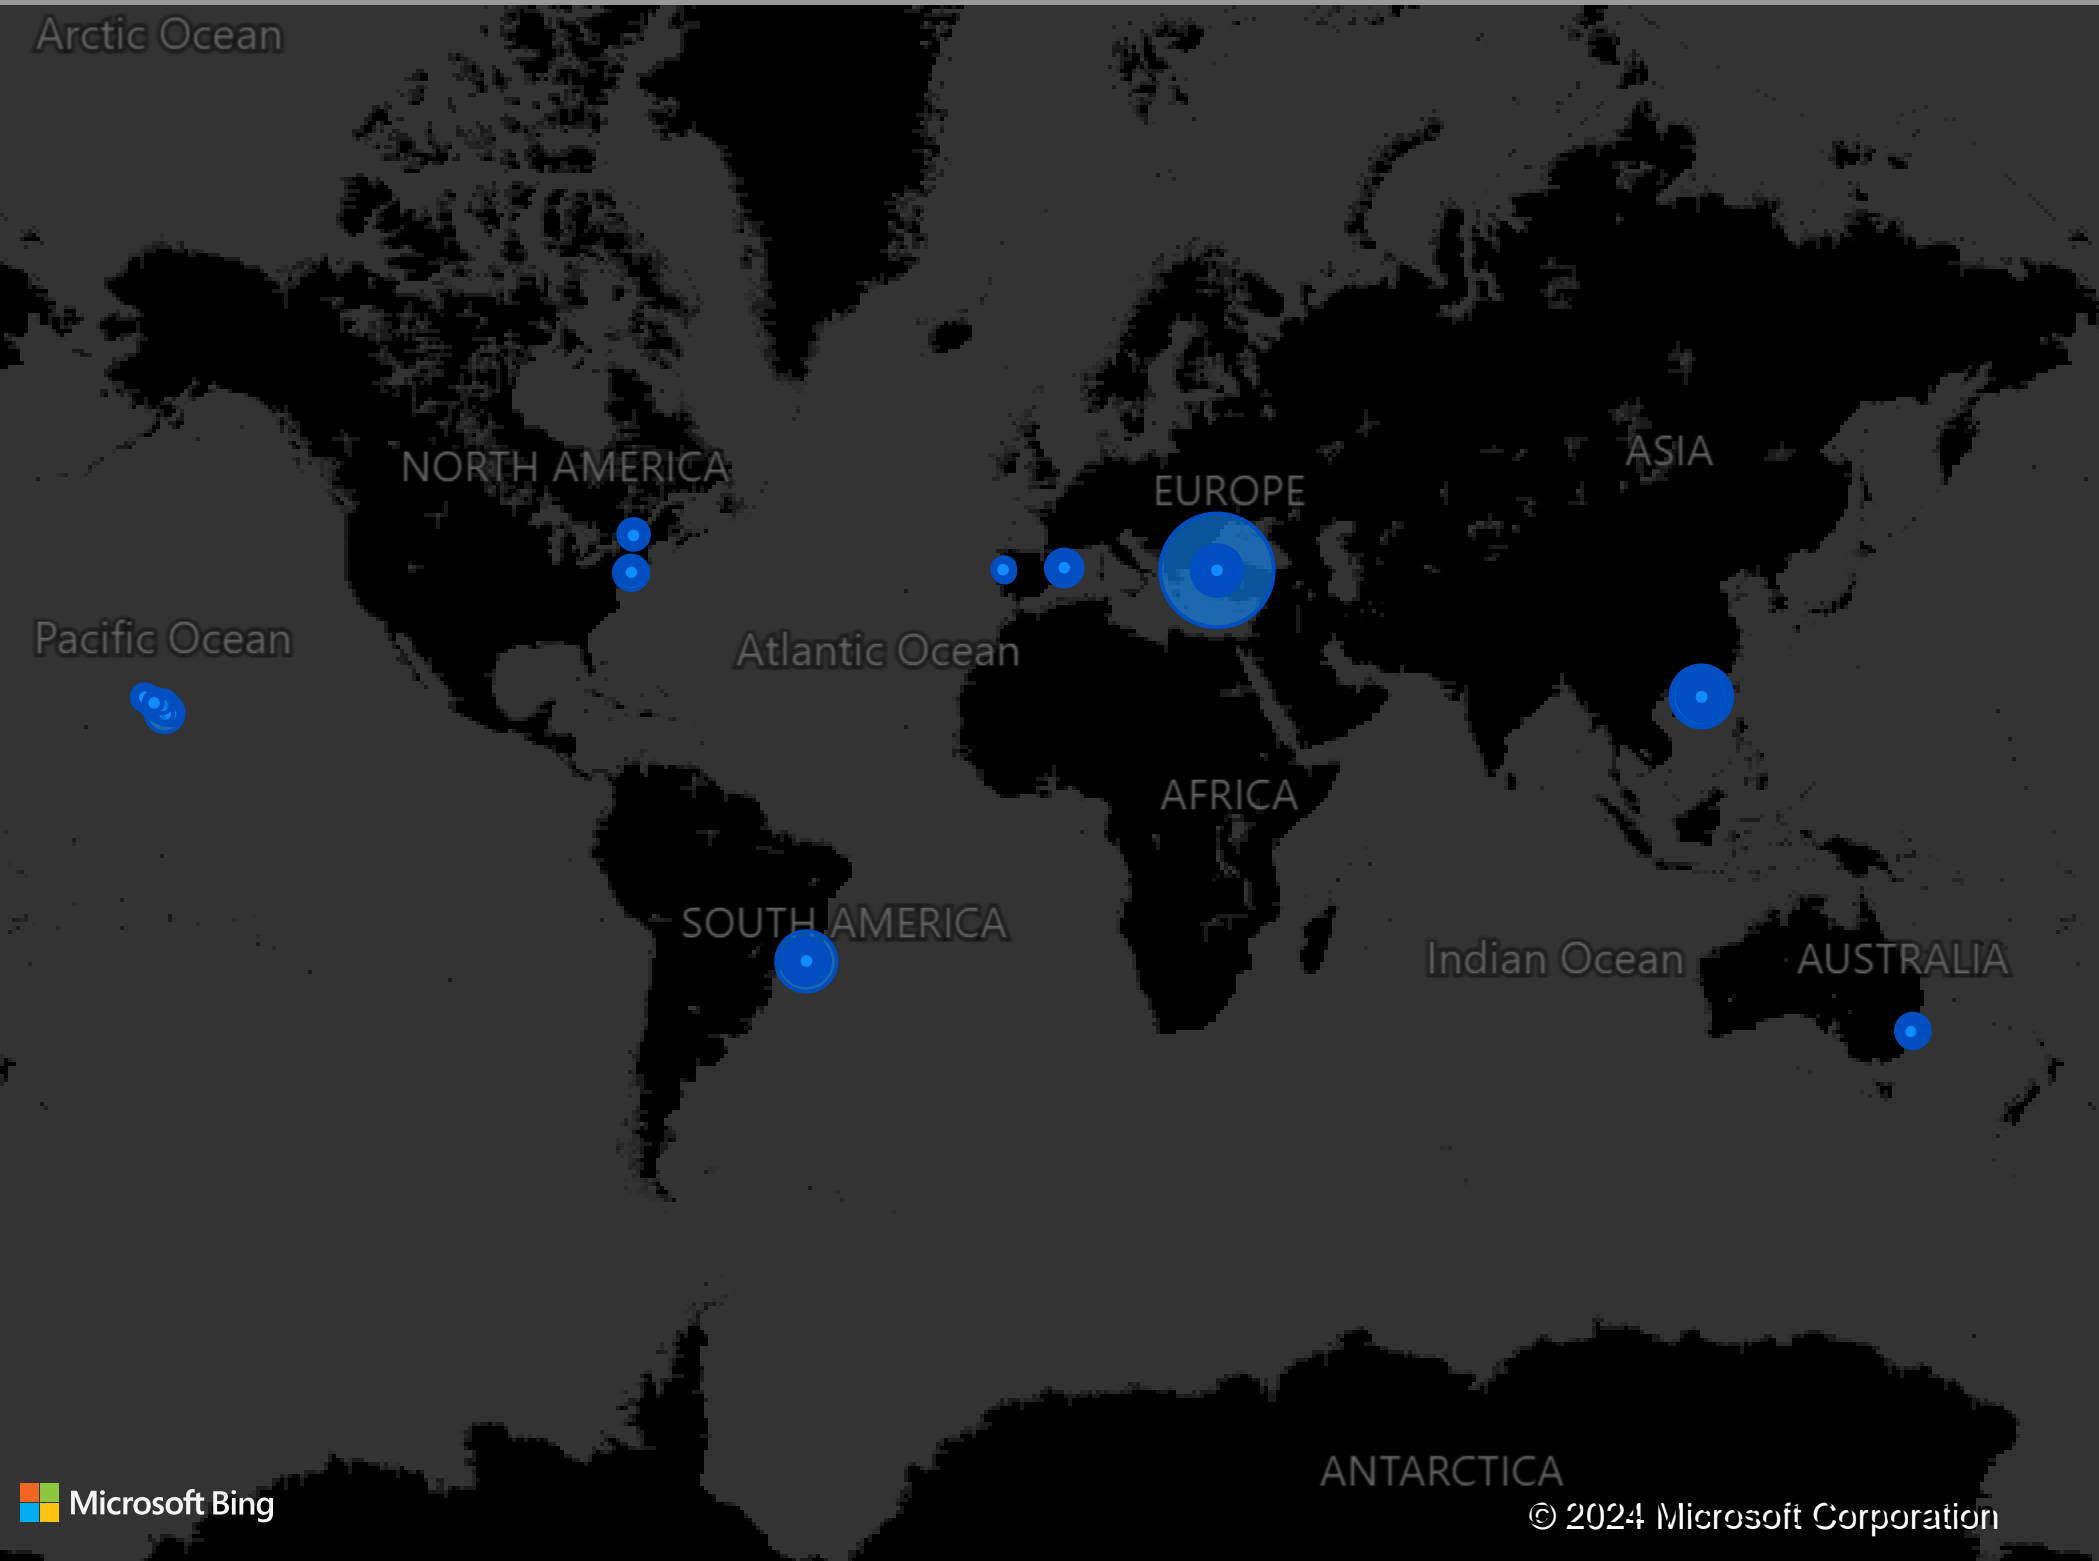 Arctic Ocean
NORTH AMERICA
ASIA
EUROPE
Pacific Ocean
Atlantic Ocean
AFRICA
SOUTH AMERICA
Indian Ocean
AUSTRALIA
ANTARCTICA
Microsoft Bing
© 2024 Microsoft Corporation